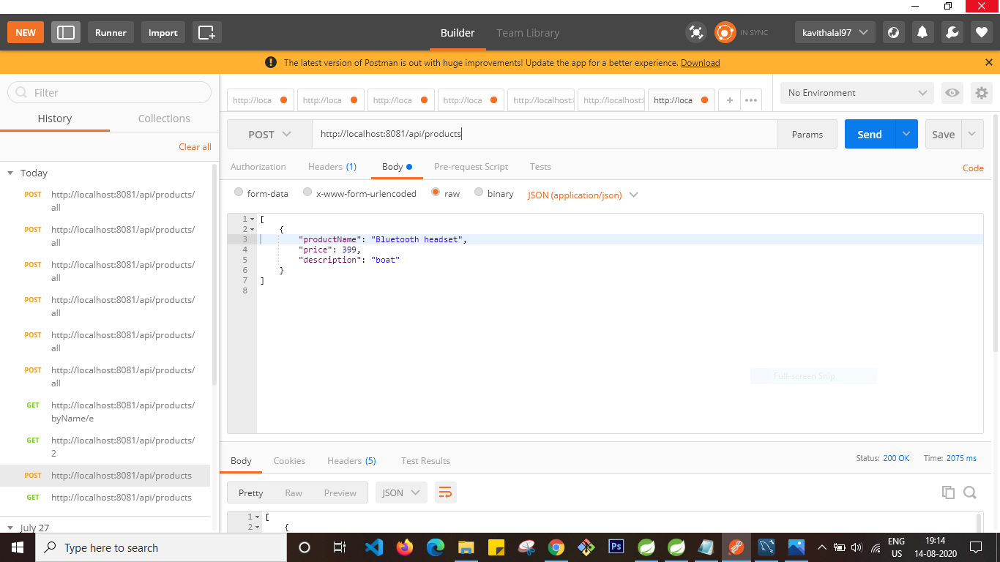 NEW
Runner
Import
Builder
Team Library
IN SYNC
kavithalal97
The latest version of Postman is out with huge improvements! Update the app for a better experience. Download
Filter
History
Collections
Clear all
Today
POST http://localhost:8081/api/products/
all
POST http://localhost:8081/api/products/
all
POST http://localhost:8081/api/products/
all
POST http://localhost:8081/api/products/
all
POST http://localhost:8081/api/products/
all
POST http://localhost:8081/api/products/
all
GET http://localhost:8081/api/products/
byName/e
GET http://localhost:8081/api/products/
2
POST http://localhost:8081/api/products
GET http://localhost:8081/api/products
July 27
http://loca
http://loca
http://loca
http://loca
http://localhost:
http://localhost:
http://loca
No Environment
POST
http://localhost:8081/api/products
Params
Send
Save
Authorization
Headers (1)
Body
Pre-request Script
Tests
Code
form-data
x-www-form-urlencoded
raw
binary
JSON (application/json)
1 [
2 {
3 "productName": "Bluetooth headset",
4 "price": 399,
5 "description": "boat"
6 }
7 ]
8
Full-screen Snip
Body
Cookies
Headers (5)
Test Results
Status: 200 OK
Time: 2075 ms
Pretty
Raw
Preview
JSON
1 [
2 {
Type here to search
Ps
ENG
US
19:14
14-08-2020